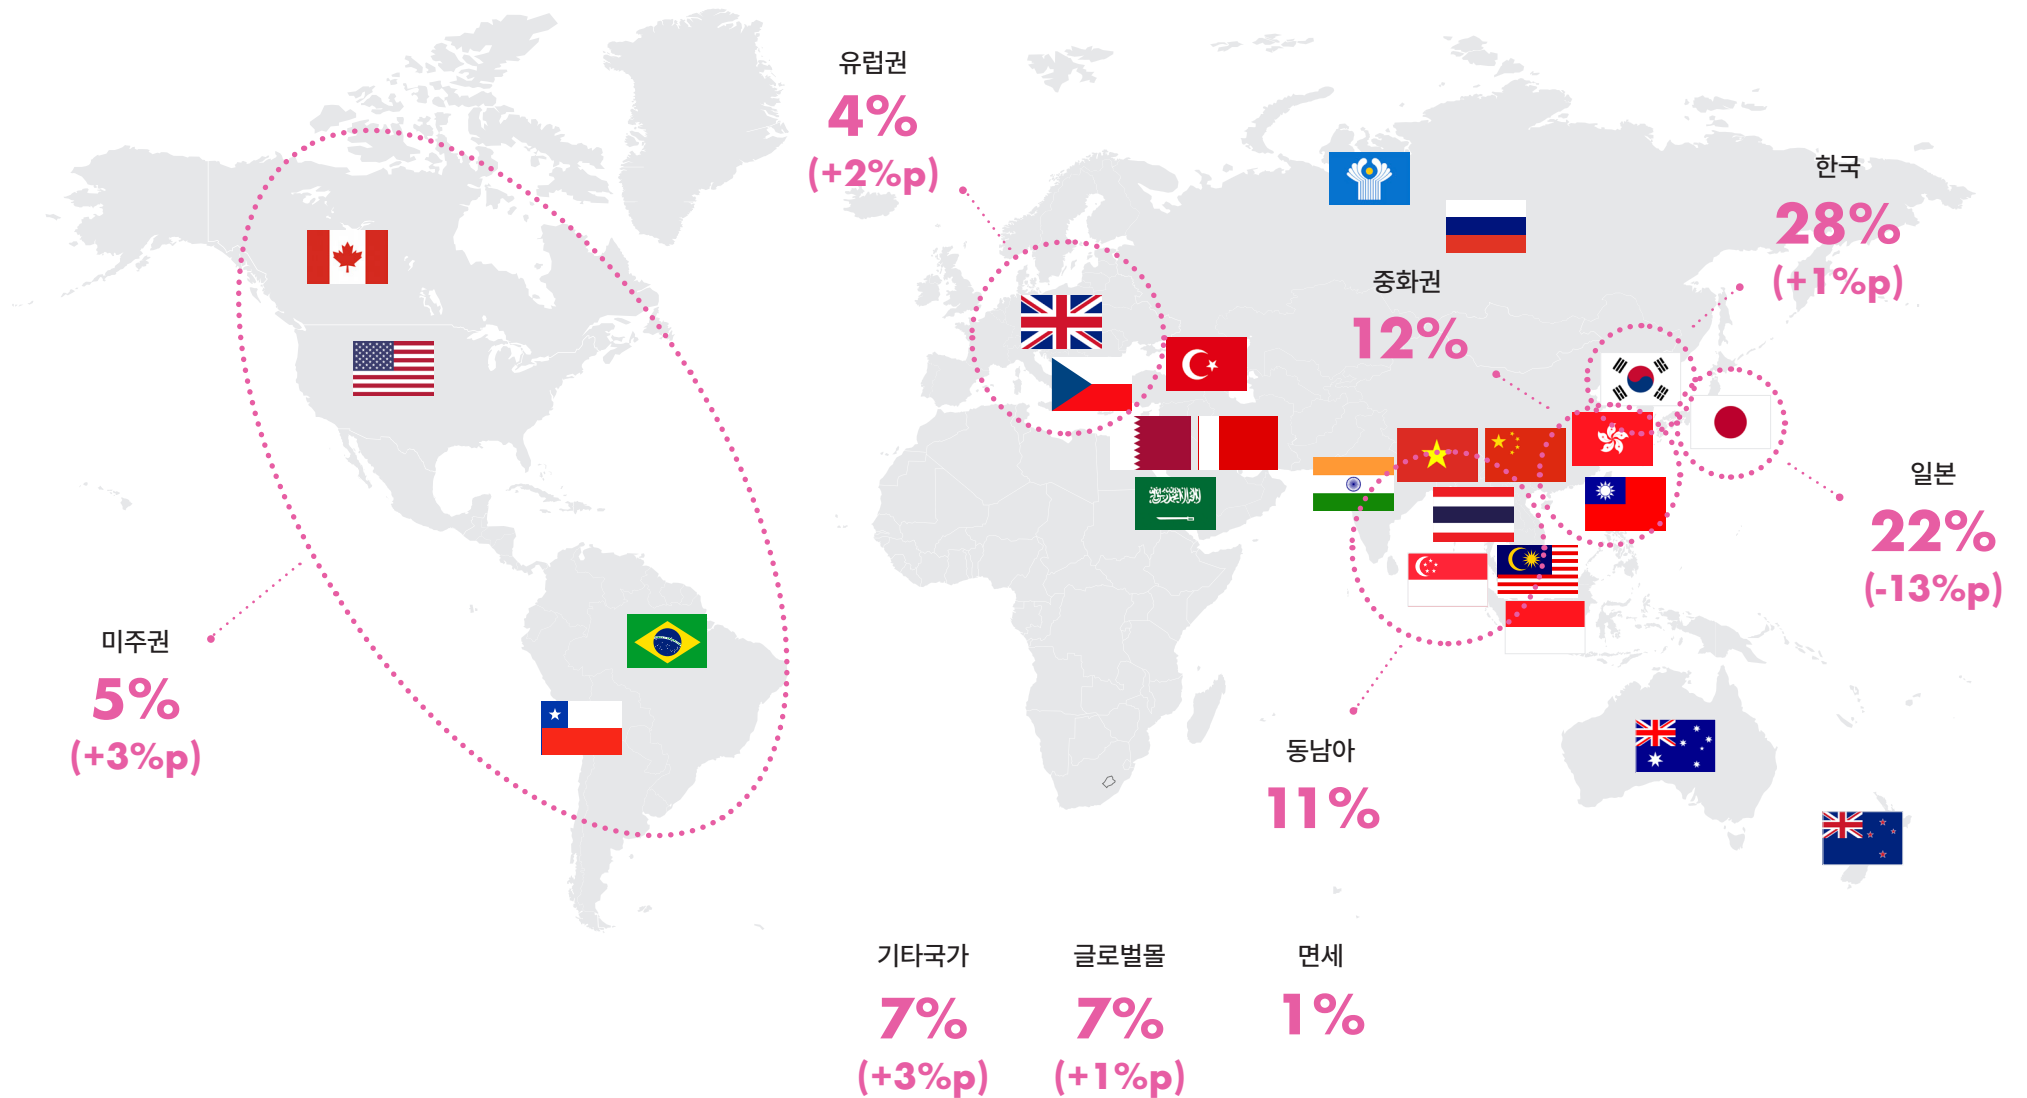 유럽권
4%
(+2%p)
한국
28%
(+1%p)
중화권
12%
일본
22%
(-13%p)
미주권
5%
(+3%p)
동남아
11%
기타국가
7%
(+3%p)
글로벌몰
7%
(+1%p)
면세
1%